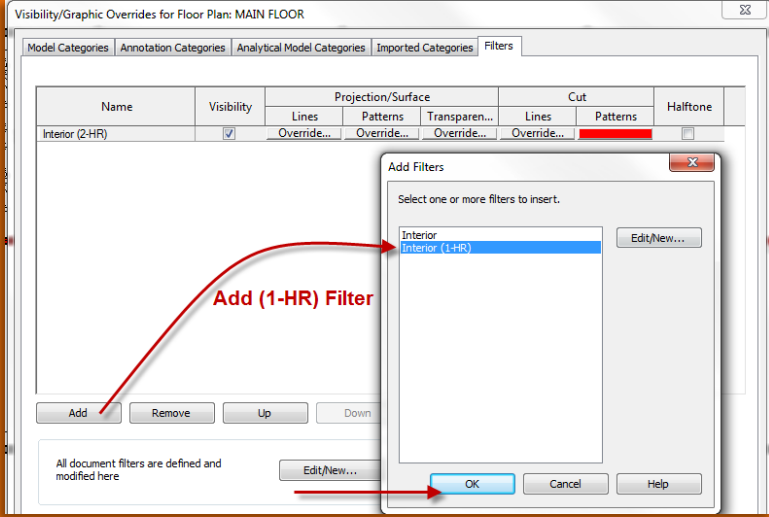 Visibility/Graphic Overrides for Floor Plan: MAIN FLOOR
Model Categories Annotation Categories Analytical Model Categories Imported Categories Filters
Name Visibility Projection/Surface Cut Halftone
Lines Patterns Transparen... Lines Patterns
Interior (2-HR) Override... Override... Override... Override...
Add Filters
Select one or more filters to insert.
Interior
Interior (1-HR)
Edit/New...
Add (1-HR) Filter
Add Remove Up Down
All document filters are defined and
modified here
Edit/New...
OK Cancel Help